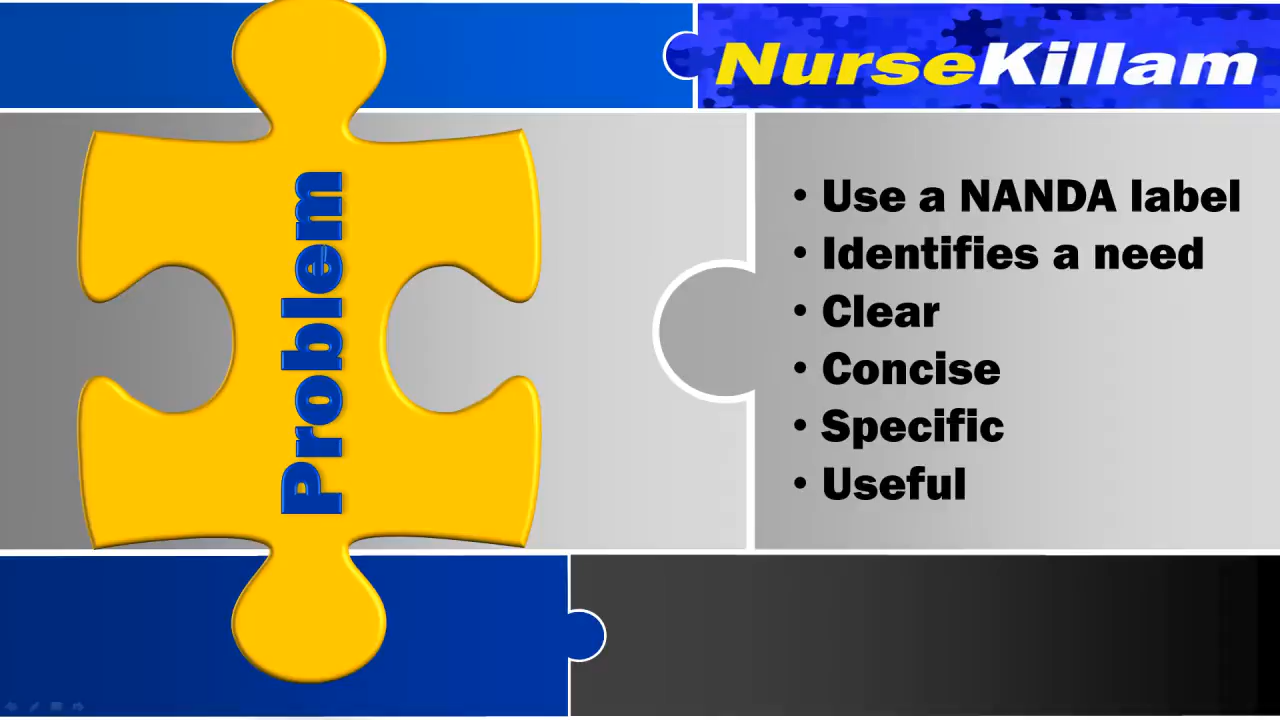 NurseKillam
Problem
• Use a NANDA label
• Identifies a need
• Clear
• Concise
• Specific
• Useful